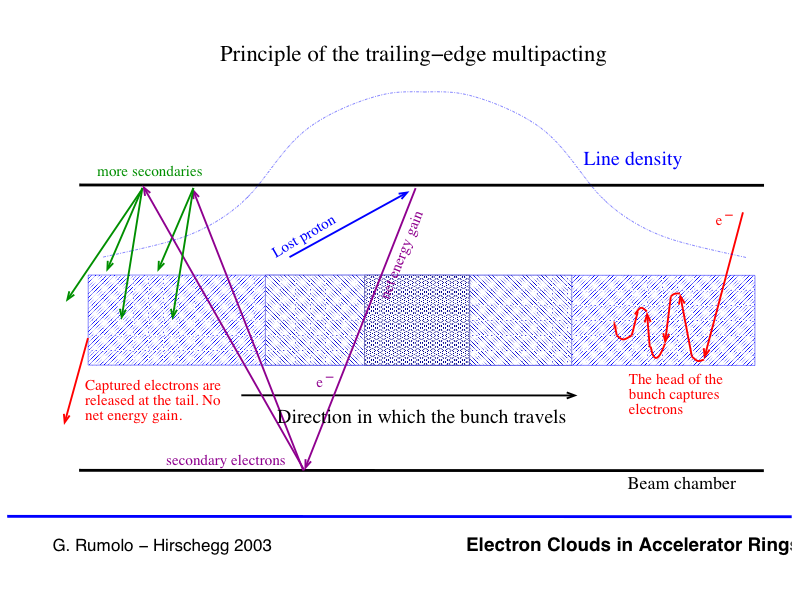 Principle of the trailing−edge multipacting
Line density
more secondaries
e−
Lost proton
net energy gain
e−
Captured electrons are
released at the tail. No
net energy gain.
The head of the
bunch captures
electrons
Direction in which the bunch travels
secondary electrons
Beam chamber
G. Rumolo − Hirschegg 2003
Electron Clouds in Accelerator Rings